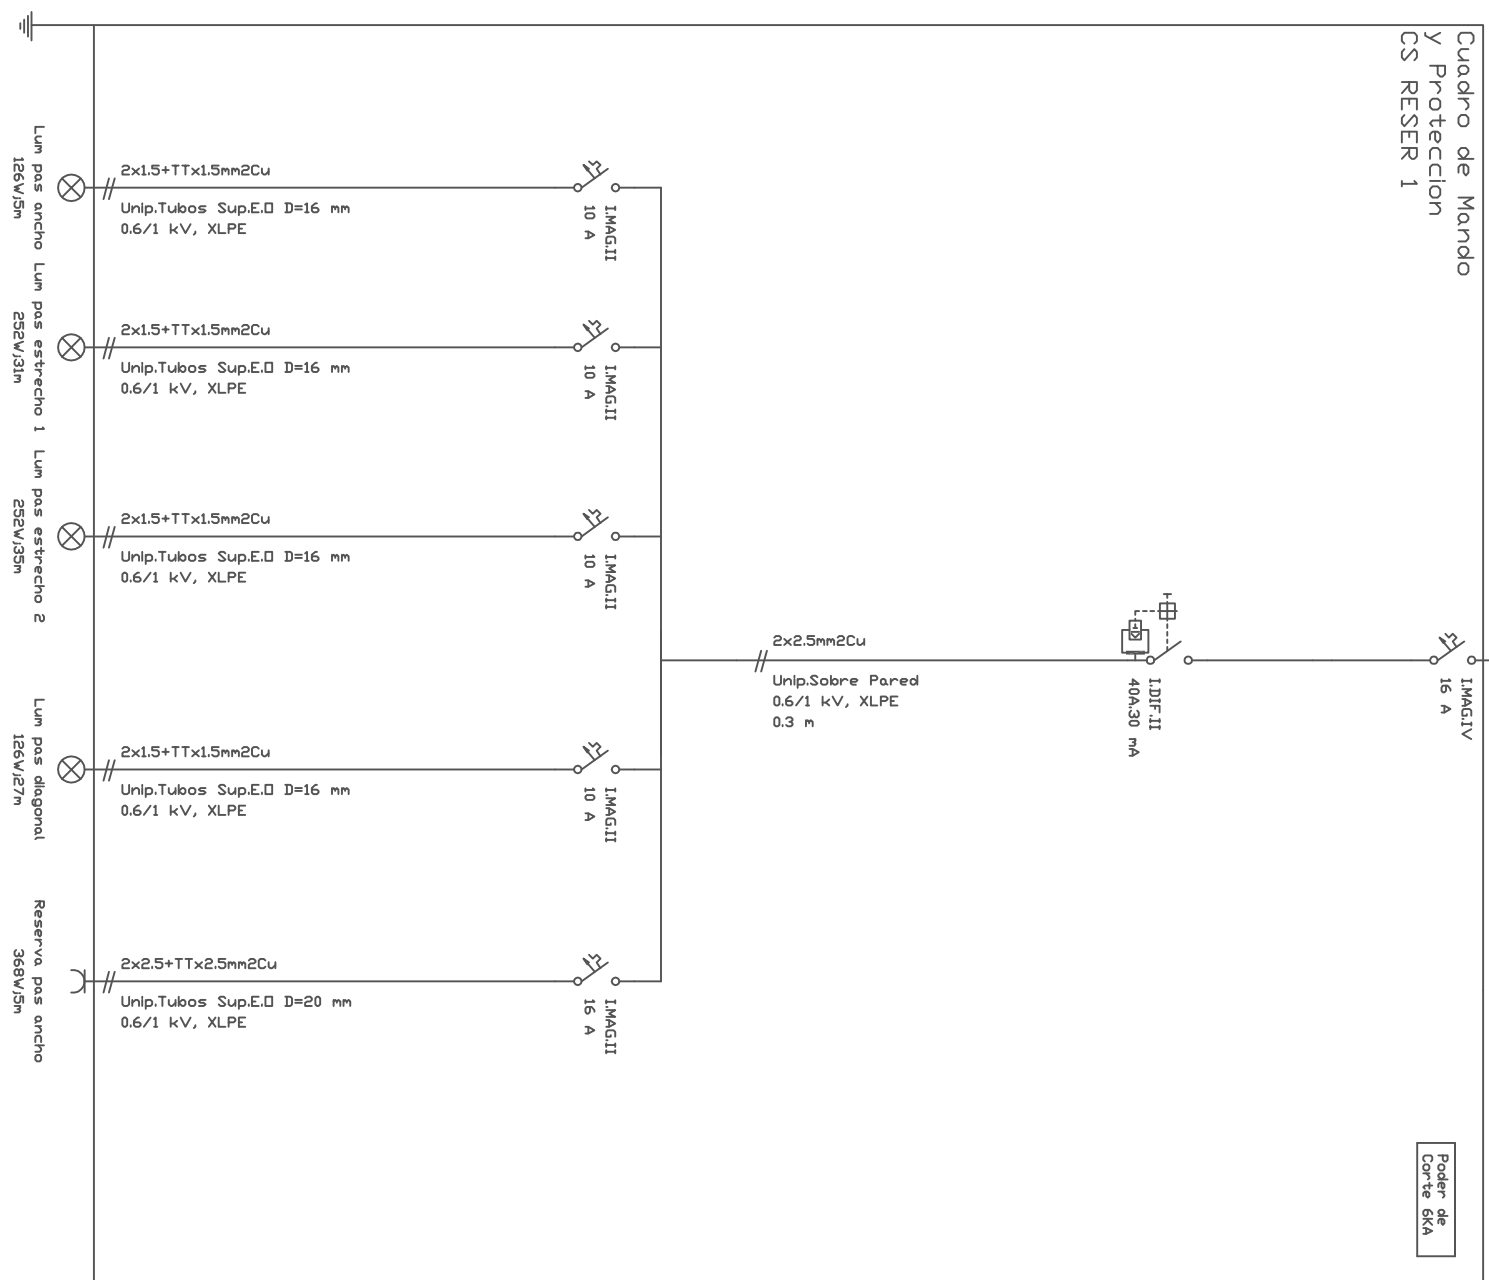 Cuadro de Mando
y Proteccion
CS RESER 1
I.MAG.IV
16 A
I.DIF.II
40A.30 mA
2x2.5mm2Cu
Unip.Sobre Pared
0.6/1 kV, XLPE
0.3 m
I.MAG.II
10 A
2x1.5+TTx1.5mm2Cu
Unip.Tubos Sup.E.O D=16 mm
0.6/1 kV, XLPE
Lum pas ancho
126W;5m
I.MAG.II
10 A
2x1.5+TTx1.5mm2Cu
Unip.Tubos Sup.E.O D=16 mm
0.6/1 kV, XLPE
Lum pas estrecho 1
252W;31m
I.MAG.II
10 A
2x1.5+TTx1.5mm2Cu
Unip.Tubos Sup.E.O D=16 mm
0.6/1 kV, XLPE
Lum pas estrecho 2
252W;35m
I.MAG.II
10 A
2x1.5+TTx1.5mm2Cu
Unip.Tubos Sup.E.O D=16 mm
0.6/1 kV, XLPE
Lum pas diagonal
126W;27m
I.MAG.II
16 A
2x2.5+TTx2.5mm2Cu
Unip.Tubos Sup.E.O D=20 mm
0.6/1 kV, XLPE
Reserva pas ancho
368W;5m
Poder de
Corte 6KA